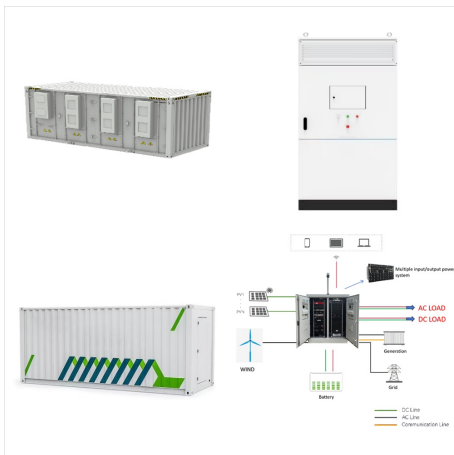 Multiple input/output power
system
PV1
PV2
AC LOAD
DC LOAD
WIND
Generation
Grid
Battery
DC Line
AC Line
Communication Line